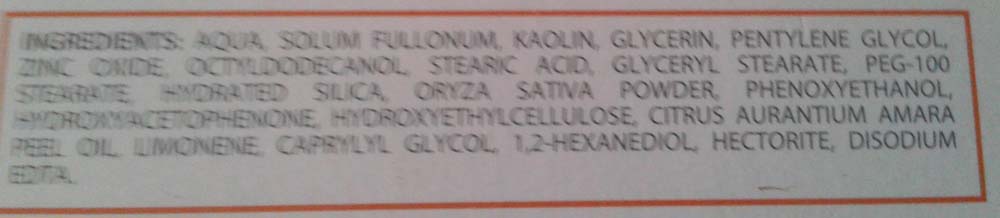 INGREDIENTS: AQUA, SOLUM FULLONUM, KAOLIN, GLYCERIN, PENTYLENE GLYCOL,
ZINC OXIDE, OCTYLDODECANOL, STEARIC ACID, GLYCERYL STEARATE, PEG-100
STEARATE, HYDRATED SILICA, ORYZA SATIVA POWDER, PHENOXYETHANOL,
HYDROXYACETOPHENONE, HYDROXYETHYLCELLULOSE, CITRUS AURANTIUM AMARA
PEEL OIL, LIMONENE, CAPRYLYL GLYCOL, 1,2-HEXANEDIOL, HECTORITE, DISODIUM
EDTA.